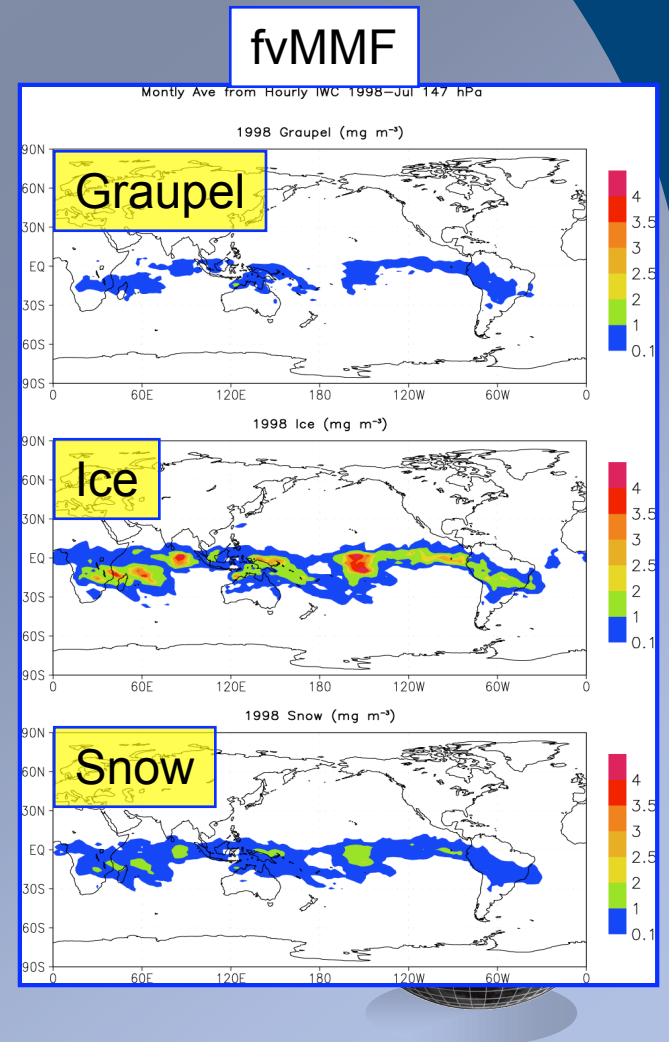 fvMMF
Montly Ave from Hourly IWC 1998–Jul 147 hPa
1998 Graupel (mg m⁻³)
Graupel
90N
60N
30N
EQ
30S
60S
90S
0 60E 120E 180 120W 60W 0
4
3.5
3
2.5
2
1
0.1
1998 Ice (mg m⁻³)
Ice
90N
60N
30N
EQ
30S
60S
90S
0 60E 120E 180 120W 60W 0
4
3.5
3
2.5
2
1
0.1
1998 Snow (mg m⁻³)
Snow
90N
60N
30N
EQ
30S
60S
90S
0 60E 120E 180 120W 60W 0
4
3.5
3
2.5
2
1
0.1